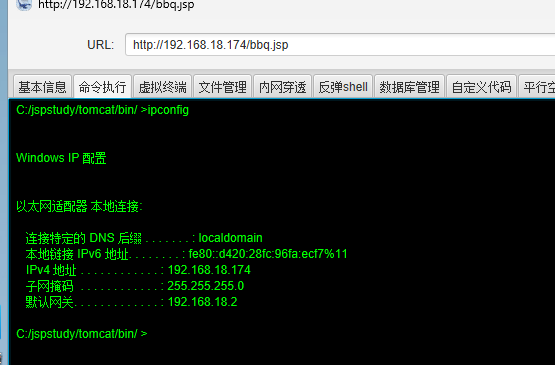 http://192.168.18.174/bbq.jsp
URL: http://192.168.18.174/bbq.jsp
基本信息 命令执行 虚拟终端 文件管理 内网穿透 反弹shell 数据库管理 自定义代码 平行空
C:/jspstudy/tomcat/bin/ >ipconfig
Windows IP 配置
以太网适配器 本地连接:
连接特定的 DNS 后缀 . . . . . . . : localdomain
本地链接 IPv6 地址. . . . . . . . : fe80::d420:28fc:96fa:ecf7%11
IPv4 地址 . . . . . . . . . . . . : 192.168.18.174
子网掩码 . . . . . . . . . . . . : 255.255.255.0
默认网关. . . . . . . . . . . . . : 192.168.18.2
C:/jspstudy/tomcat/bin/ >